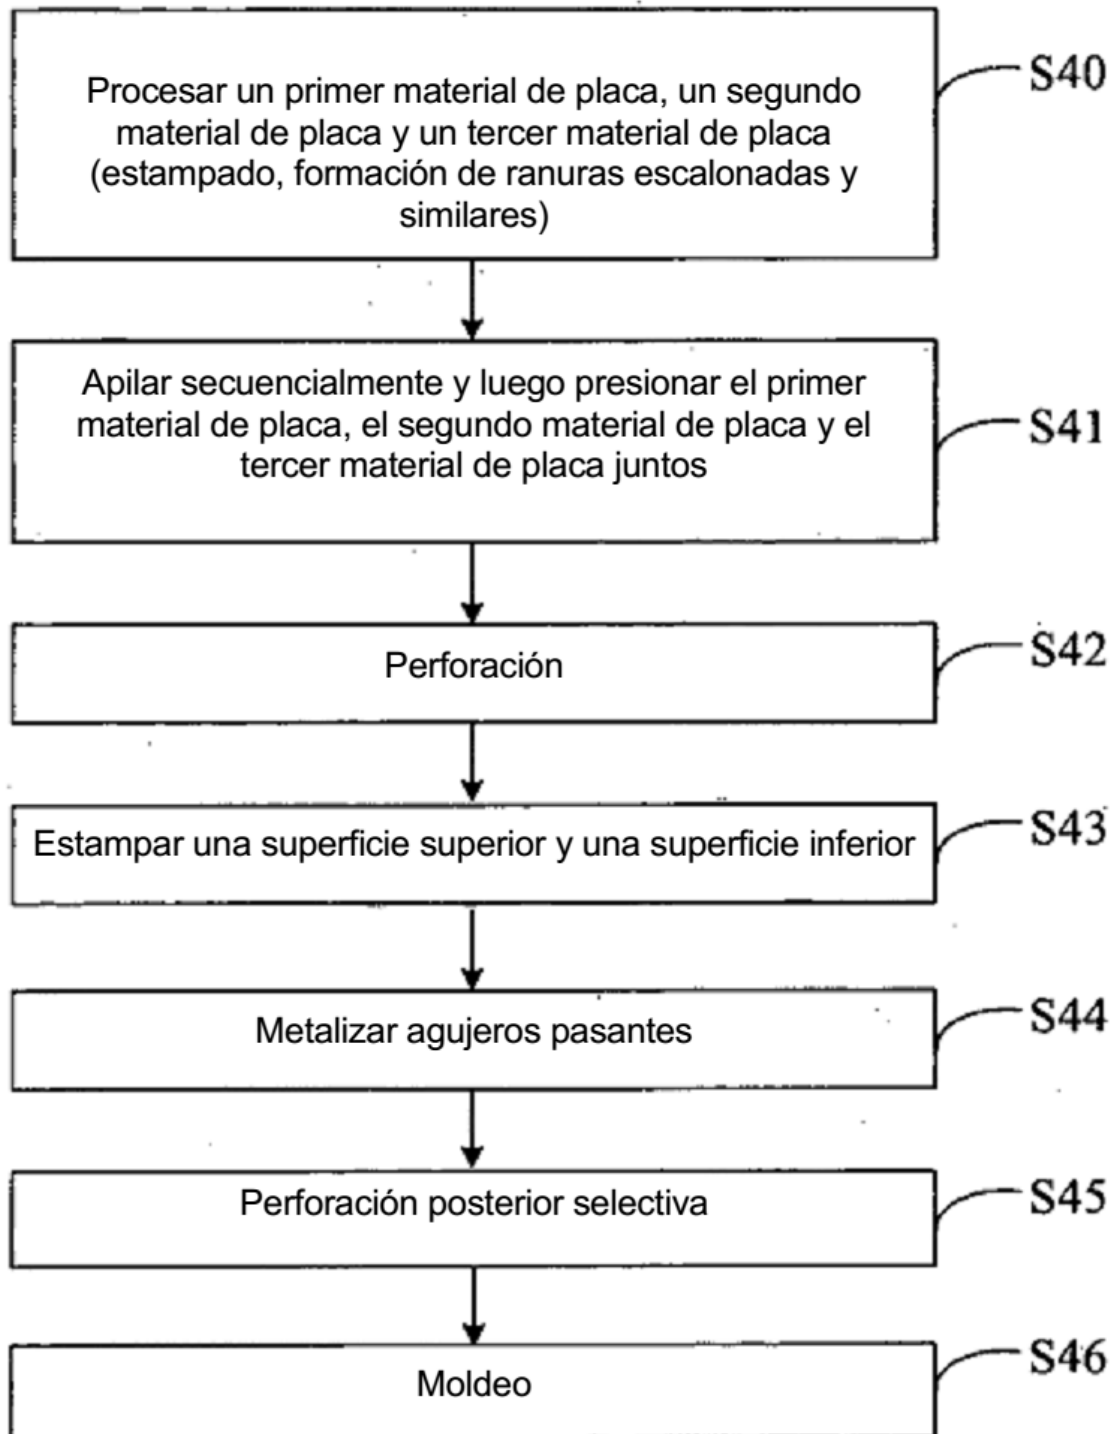 Procesar un primer material de placa, un segundo
material de placa y un tercer material de placa
(estampado, formación de ranuras escalonadas y
similares)
S40
Apilar secuencialmente y luego presionar el primer
material de placa, el segundo material de placa y el
tercer material de placa juntos
S41
Perforación
S42
Estampar una superficie superior y una superficie inferior
S43
Metalizar agujeros pasantes
S44
Perforación posterior selectiva
S45
Moldeo
S46